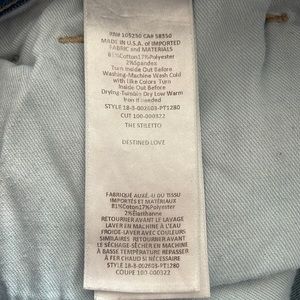 RN# 105250 CA# 58550
MADE IN U.S.A. of IMPORTED
FABRIC and MATERIALS
81%Cotton17%Polyester
2%Spandex
Turn Inside Out Before
Washing-Machine Wash Cold
with Like Colors Turn
Inside Out Before
Drying-Tumble Dry Low Warm
Iron if needed
STYLE 18-3-002603-PT1280
CUT 100-000322
THE STILETTO
DESTINED LOVE
FABRIQUÉ AUX É.-U DU TISSU
IMPORTÉS ET MATÉRIAUX
81%Coton17%Polyester
2%Élasthanne
RETOURNER AVANT LE LAVAGE
LAVER EN MACHINE À L'EAU
FROIDE-LAVER AVEC COULEURS
SIMILAIRES RETOURNER AVANT
LE SÉCHAGE-SÉCHER EN MACHINE
À BASSE TEMPÉRATURE REPASSER
À FER CHAUD SI NÉCESSAIRE
STYLE 18-3-002603-PT1280
COUPE 100-000322